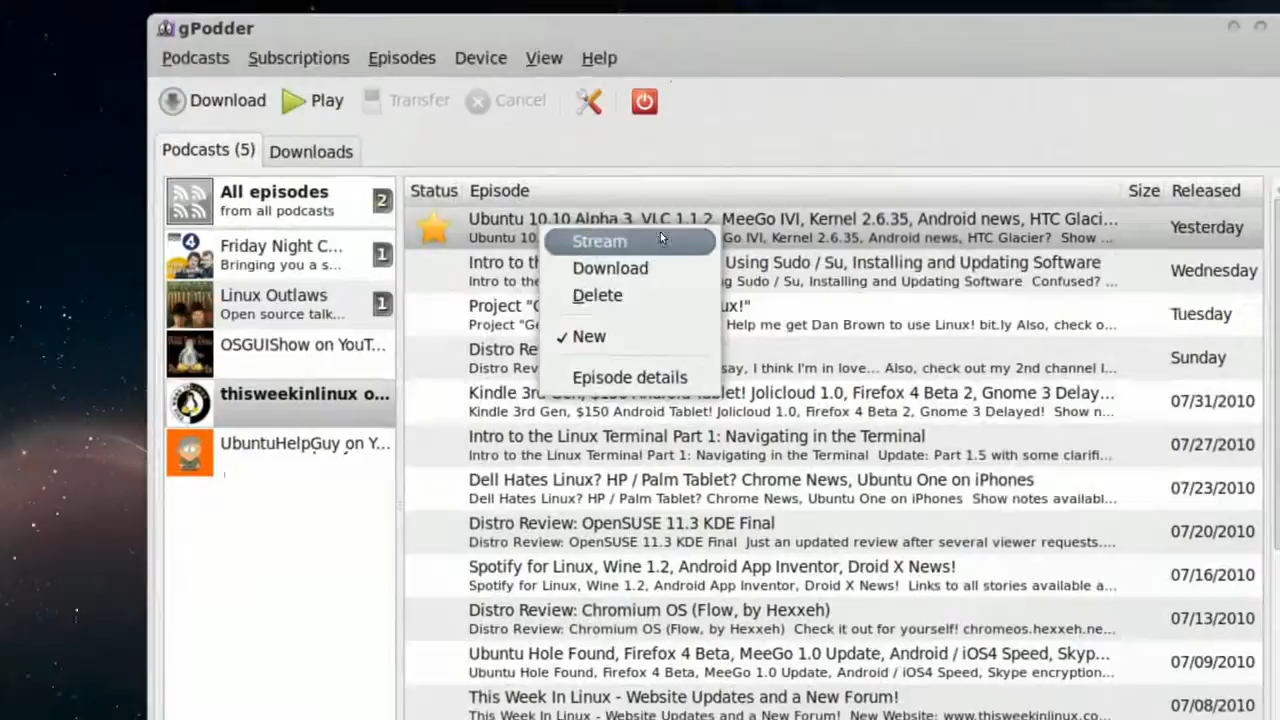 gPodder
Podcasts Subscriptions Episodes Device View Help
Download Play Transfer Cancel
Podcasts (5) Downloads
All episodes
from all podcasts
2
4
Friday Night C...
Bringing you a s...
1
Linux Outlaws
Open source talk...
1
OSGUIShow on YouT...
thisweekinlinux o...
UbuntuHelpGuy on Y...
Status Episode Size Released
Ubuntu 10.10 Alpha 3, VLC 1.1.2, MeeGo IVI, Kernel 2.6.35, Android news, HTC Glaci...
Ubuntu 10 Go IVI, Kernel 2.6.35, Android news, HTC Glacier? Show ...
Yesterday
Intro to th Using Sudo / Su, Installing and Updating Software
Intro to the ng Sudo / Su, Installing and Updating Software Confused? ...
Wednesday
Project "G ux!"
Project "Ge Help me get Dan Brown to use Linux! bit.ly Also, check o...
Tuesday
Distro Re
Distro Rev say, I think I'm in love... Also, check out my 2nd channel I...
Sunday
Kindle 3rd Gen, $150 Android Tablet! Jolicloud 1.0, Firefox 4 Beta 2, Gnome 3 Delay...
Kindle 3rd Gen, $150 Android Tablet! Jolicloud 1.0, Firefox 4 Beta 2, Gnome 3 Delayed! Show n...
07/31/2010
Intro to the Linux Terminal Part 1: Navigating in the Terminal
Intro to the Linux Terminal Part 1: Navigating in the Terminal Update: Part 1.5 with some clarifi...
07/27/2010
Dell Hates Linux? HP / Palm Tablet? Chrome News, Ubuntu One on iPhones
Dell Hates Linux? HP / Palm Tablet? Chrome News, Ubuntu One on iPhones Show notes availabl...
07/23/2010
Distro Review: OpenSUSE 11.3 KDE Final
Distro Review: OpenSUSE 11.3 KDE Final Just an updated review after several viewer requests....
07/20/2010
Spotify for Linux, Wine 1.2, Android App Inventor, Droid X News!
Spotify for Linux, Wine 1.2, Android App Inventor, Droid X News! Links to all stories available a...
07/16/2010
Distro Review: Chromium OS (Flow, by Hexxeh)
Distro Review: Chromium OS (Flow, by Hexxeh) Check it out for yourself! chromeos.hexxeh.ne...
07/13/2010
Ubuntu Hole Found, Firefox 4 Beta, MeeGo 1.0 Update, Android / iOS4 Speed, Skyp...
Ubuntu Hole Found, Firefox 4 Beta, MeeGo 1.0 Update, Android / iOS4 Speed, Skype encryption...
07/09/2010
This Week In Linux - Website Updates and a New Forum!
This Week In Linux - Website Updates and a New Forum! New Website: www.thisweekinlinux.co...
07/08/2010
Stream
Download
Delete
New
Episode details